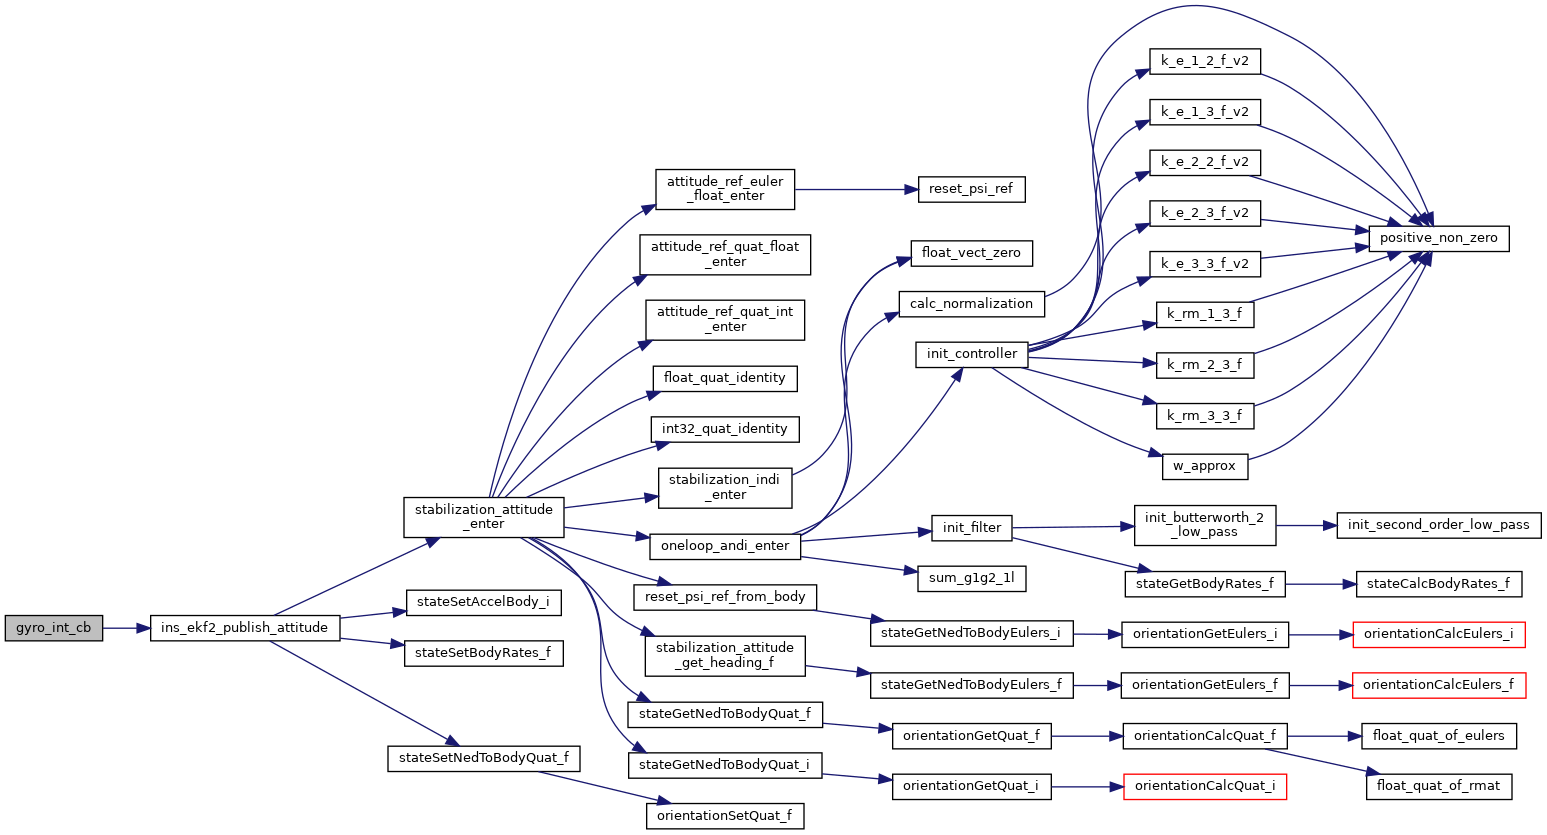 gyro_int_cb
ins_ekf2_publish_attitude
stabilization_attitude
_enter
stateSetAccelBody_i
stateSetBodyRates_f
stateSetNedToBodyQuat_f
attitude_ref_euler
_float_enter
attitude_ref_quat_float
_enter
attitude_ref_quat_int
_enter
float_quat_identity
int32_quat_identity
stabilization_indi
_enter
oneloop_andi_enter
reset_psi_ref_from_body
stabilization_attitude
_get_heading_f
stateGetNedToBodyQuat_f
stateGetNedToBodyQuat_i
orientationSetQuat_f
reset_psi_ref
float_vect_zero
calc_normalization
init_controller
init_filter
sum_g1g2_1l
stateGetNedToBodyEulers_i
stateGetNedToBodyEulers_f
orientationGetQuat_f
orientationGetQuat_i
k_e_1_2_f_v2
k_e_1_3_f_v2
k_e_2_2_f_v2
k_e_2_3_f_v2
k_e_3_3_f_v2
k_rm_1_3_f
k_rm_2_3_f
k_rm_3_3_f
w_approx
init_butterworth_2
_low_pass
stateGetBodyRates_f
orientationGetEulers_i
orientationGetEulers_f
orientationCalcQuat_f
orientationCalcQuat_i
positive_non_zero
init_second_order_low_pass
stateCalcBodyRates_f
orientationCalcEulers_i
orientationCalcEulers_f
float_quat_of_eulers
float_quat_of_rmat